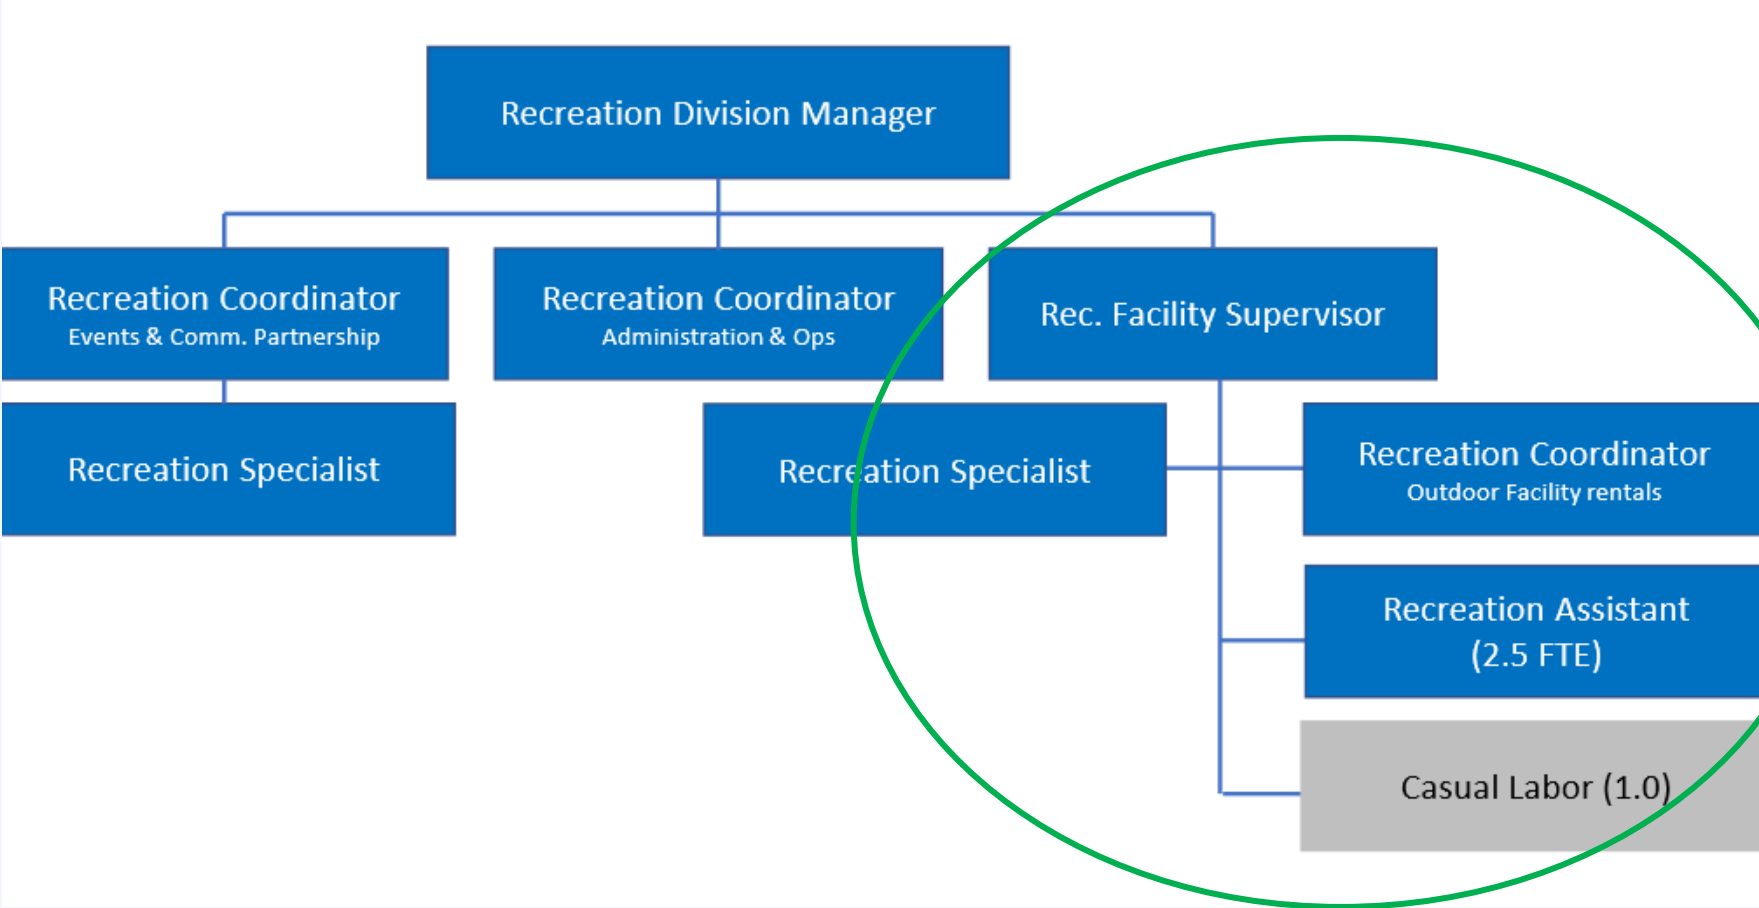 Recreation Division Manager
Recreation Coordinator
Events & Comm. Partnership
Recreation Coordinator
Administration & Ops
Rec. Facility Supervisor
Recreation Specialist
Recreation Specialist
Recreation Coordinator
Outdoor Facility rentals
Recreation Assistant
(2.5 FTE)
Casual Labor (1.0)